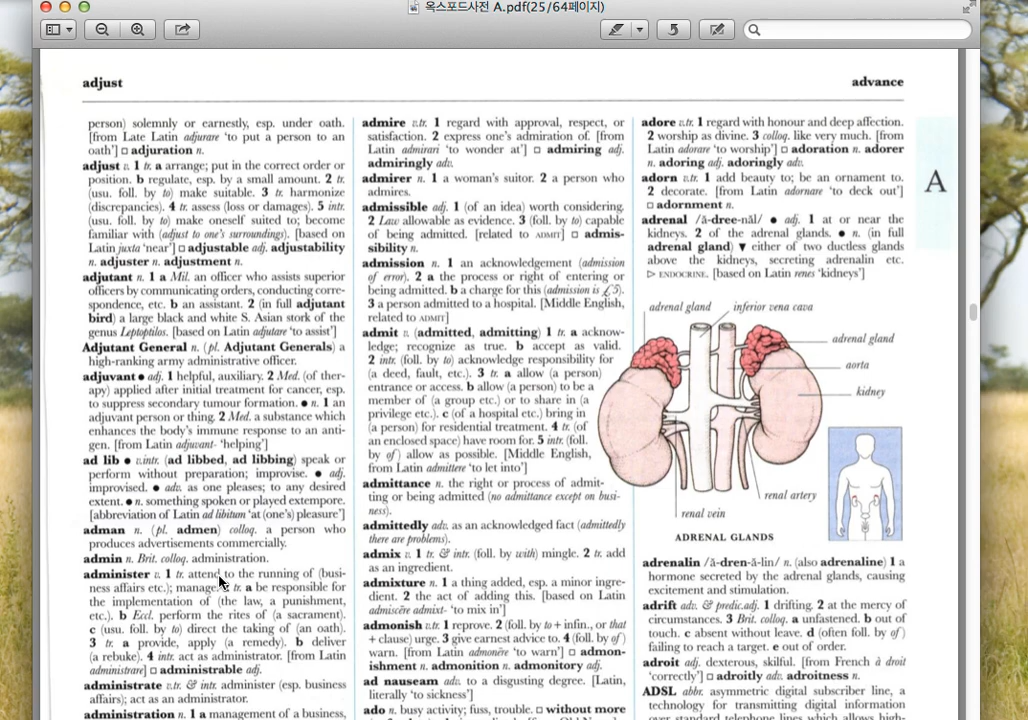 옥스포드사전 A.pdf(25/64페이지)
adjust
advance
person) solemnly or earnestly, esp. under oath.
[from Late Latin adjurare ‘to put a person to an
oath’] □ adjuration n.
adjust v. 1 tr. a arrange; put in the correct order or
position. b regulate, esp. by a small amount. 2 tr.
(usu. foll. by to) make suitable. 3 tr. harmonize
(discrepancies). 4 tr. assess (loss or damages). 5 intr.
(usu. foll. by to) make oneself suited to; become
familiar with (adjust to one's surroundings). [based on
Latin juxta ‘near’] □ adjustable adj. adjustability
n. adjuster n. adjustment n.
adjutant n. 1 a Mil. an officer who assists superior
officers by communicating orders, conducting corre-
spondence, etc. b an assistant. 2 (in full adjutant
bird) a large black and white S. Asian stork of the
genus Leptoptilos. [based on Latin adjutare ‘to assist’]
Adjutant General n. (pl. Adjutant Generals) a
high-ranking army administrative officer.
adjuvant ● adj. 1 helpful, auxiliary. 2 Med. (of ther-
apy) applied after initial treatment for cancer, esp.
to suppress secondary tumour formation. ● n. 1 an
adjuvant person or thing. 2 Med. a substance which
enhances the body's immune response to an anti-
gen. [from Latin adjuvant- ‘helping’]
ad lib ● v.intr. (ad libbed, ad libbing) speak or
perform without preparation; improvise. ● adj.
improvised. ● adv. as one pleases; to any desired
extent. ● n. something spoken or played extempore.
[abbreviation of Latin ad libitum ‘at (one's) pleasure’]
adman n. (pl. admen) colloq. a person who
produces advertisements commercially.
admin n. Brit. colloq. administration.
administer v. 1 tr. attend to the running of (busi-
ness affairs etc.); manage. tr. a be responsible for
the implementation of (the law, a punishment,
etc.). b Eccl. perform the rites of (a sacrament).
c (usu. foll. by to) direct the taking of (an oath).
3 tr. a provide, apply (a remedy). b deliver
(a rebuke). 4 intr. act as administrator. [from Latin
administrare] □ administrable adj.
administrate v.tr. & intr. administer (esp. business
affairs); act as an administrator.
administration n. 1 a management of a business,
admire v.tr. 1 regard with approval, respect, or
satisfaction. 2 express one's admiration of. [from
Latin admirari ‘to wonder at’] □ admiring adj.
admiringly adv.
admirer n. 1 a woman's suitor. 2 a person who
admires.
admissible adj. 1 (of an idea) worth considering.
2 Law allowable as evidence. 3 (foll. by to) capable
of being admitted. [related to ADMIT] □ admis-
sibility n.
admission n. 1 an acknowledgement (admission
of error). 2 a the process or right of entering or
being admitted. b a charge for this (admission is £5).
3 a person admitted to a hospital. [Middle English,
related to ADMIT]
admit v. (admitted, admitting) 1 tr. a acknow-
ledge; recognize as true. b accept as valid.
2 intr. (foll. by to) acknowledge responsibility for
(a deed, fault, etc.). 3 tr. a allow (a person)
entrance or access. b allow (a person) to be a
member of (a group etc.) or to share in (a
privilege etc.). c (of a hospital etc.) bring in
(a person) for residential treatment. 4 tr. (of
an enclosed space) have room for. 5 intr. (foll.
by of) allow as possible. [Middle English,
from Latin admittere ‘to let into’]
admittance n. the right or process of admit-
ting or being admitted (no admittance except on busi-
ness).
admittedly adv. as an acknowledged fact (admittedly
there are problems).
admix v. 1 tr. & intr. (foll. by with) mingle. 2 tr. add
as an ingredient.
admixture n. 1 a thing added, esp. a minor ingre-
dient. 2 the act of adding this. [based on Latin
admiscēre admixt- ‘to mix in’]
admonish v.tr. 1 reprove. 2 (foll. by to + infin., or that
+ clause) urge. 3 give earnest advice to. 4 (foll. by of)
warn. [from Latin admonēre ‘to warn’] □ admon-
ishment n. admonition n. admonitory adj.
ad nauseam adv. to a disgusting degree. [Latin,
literally ‘to sickness’]
ado n. busy activity; fuss, trouble. □ without more
adore v.tr. 1 regard with honour and deep affection.
2 worship as divine. 3 colloq. like very much. [from
Latin adorare ‘to worship’] □ adoration n. adorer
n. adoring adj. adoringly adv.
adorn v.tr. 1 add beauty to; be an ornament to.
2 decorate. [from Latin adornare ‘to deck out’]
□ adornment n.
adrenal /ă-dree-năl/ ● adj. 1 at or near the
kidneys. 2 of the adrenal glands. ● n. (in full
adrenal gland) ▼ either of two ductless glands
above the kidneys, secreting adrenalin etc.
▷ ENDOCRINE. [based on Latin renes ‘kidneys’]
A
adrenal gland
inferior vena cava
adrenal gland
aorta
kidney
renal artery
renal vein
ADRENAL GLANDS
adrenalin /ă-dren-ă-lin/ n. (also adrenaline) 1 a
hormone secreted by the adrenal glands, causing
excitement and stimulation.
adrift adv. & predic.adj. 1 drifting. 2 at the mercy of
circumstances. 3 Brit. colloq. a unfastened. b out of
touch. c absent without leave. d (often foll. by of)
failing to reach a target. e out of order.
adroit adj. dexterous, skilful. [from French à droit
‘correctly’] □ adroitly adv. adroitness n.
ADSL abbr. asymmetric digital subscriber line, a
technology for transmitting digital information
over standard telephone lines which allows high-